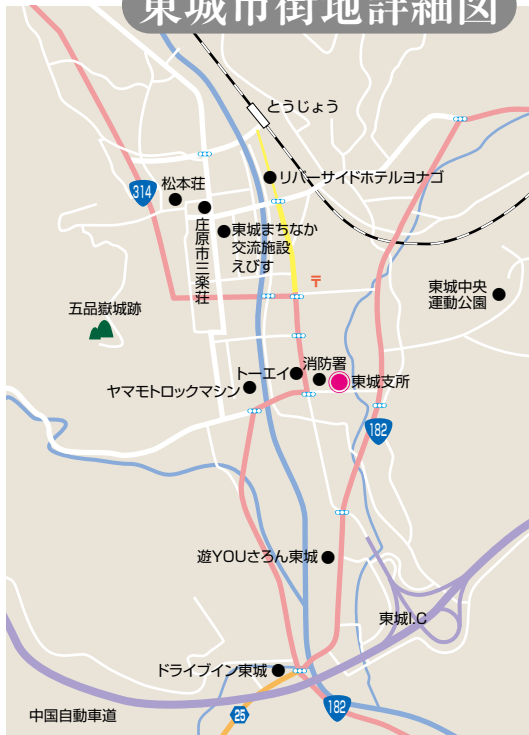 東城市街地詳細図
とうじょう
リバーサイドホテルヨナゴ
松本荘
314
庄原市三楽荘
東城まちなか
交流施設
えびす
〒
東城中央
運動公園
五品嶽城跡
消防署
トーエイ
東城支所
ヤマモトロックマシン
182
遊YOUさろん東城
東城I.C
ドライブイン東城
182
25
中国自動車道